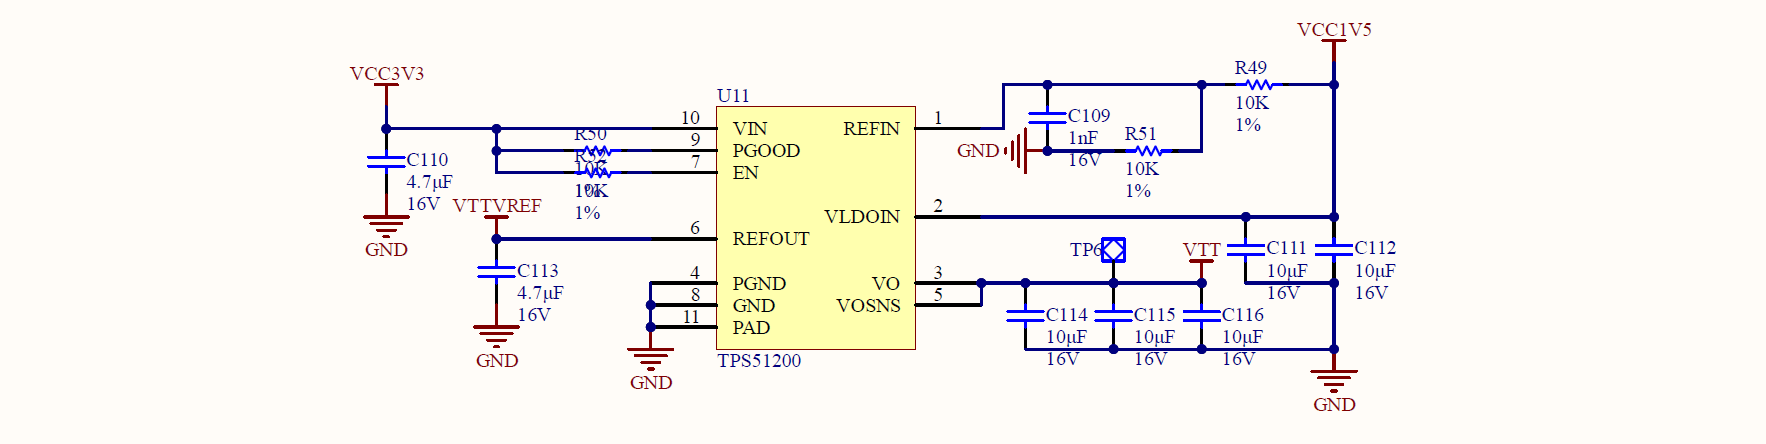 VCC1V5
VCC3V3
R49
10K
1%
U11
C109
1nF
16V
GND
R51
10K
1%
10
VIN
REFIN
1
R50
9
PGOOD
R52
10K
7
EN
1%
10K
1%
C110
4.7µF
16V
GND
VTTVREF
VLDOIN
2
6
REFOUT
TP6
VTT
C111
10µF
16V
C112
10µF
16V
C113
4.7µF
16V
GND
4
PGND
VO
3
8
GND
VOSNS
5
11
PAD
C114
10µF
16V
C115
10µF
16V
C116
10µF
16V
TPS51200
GND
GND